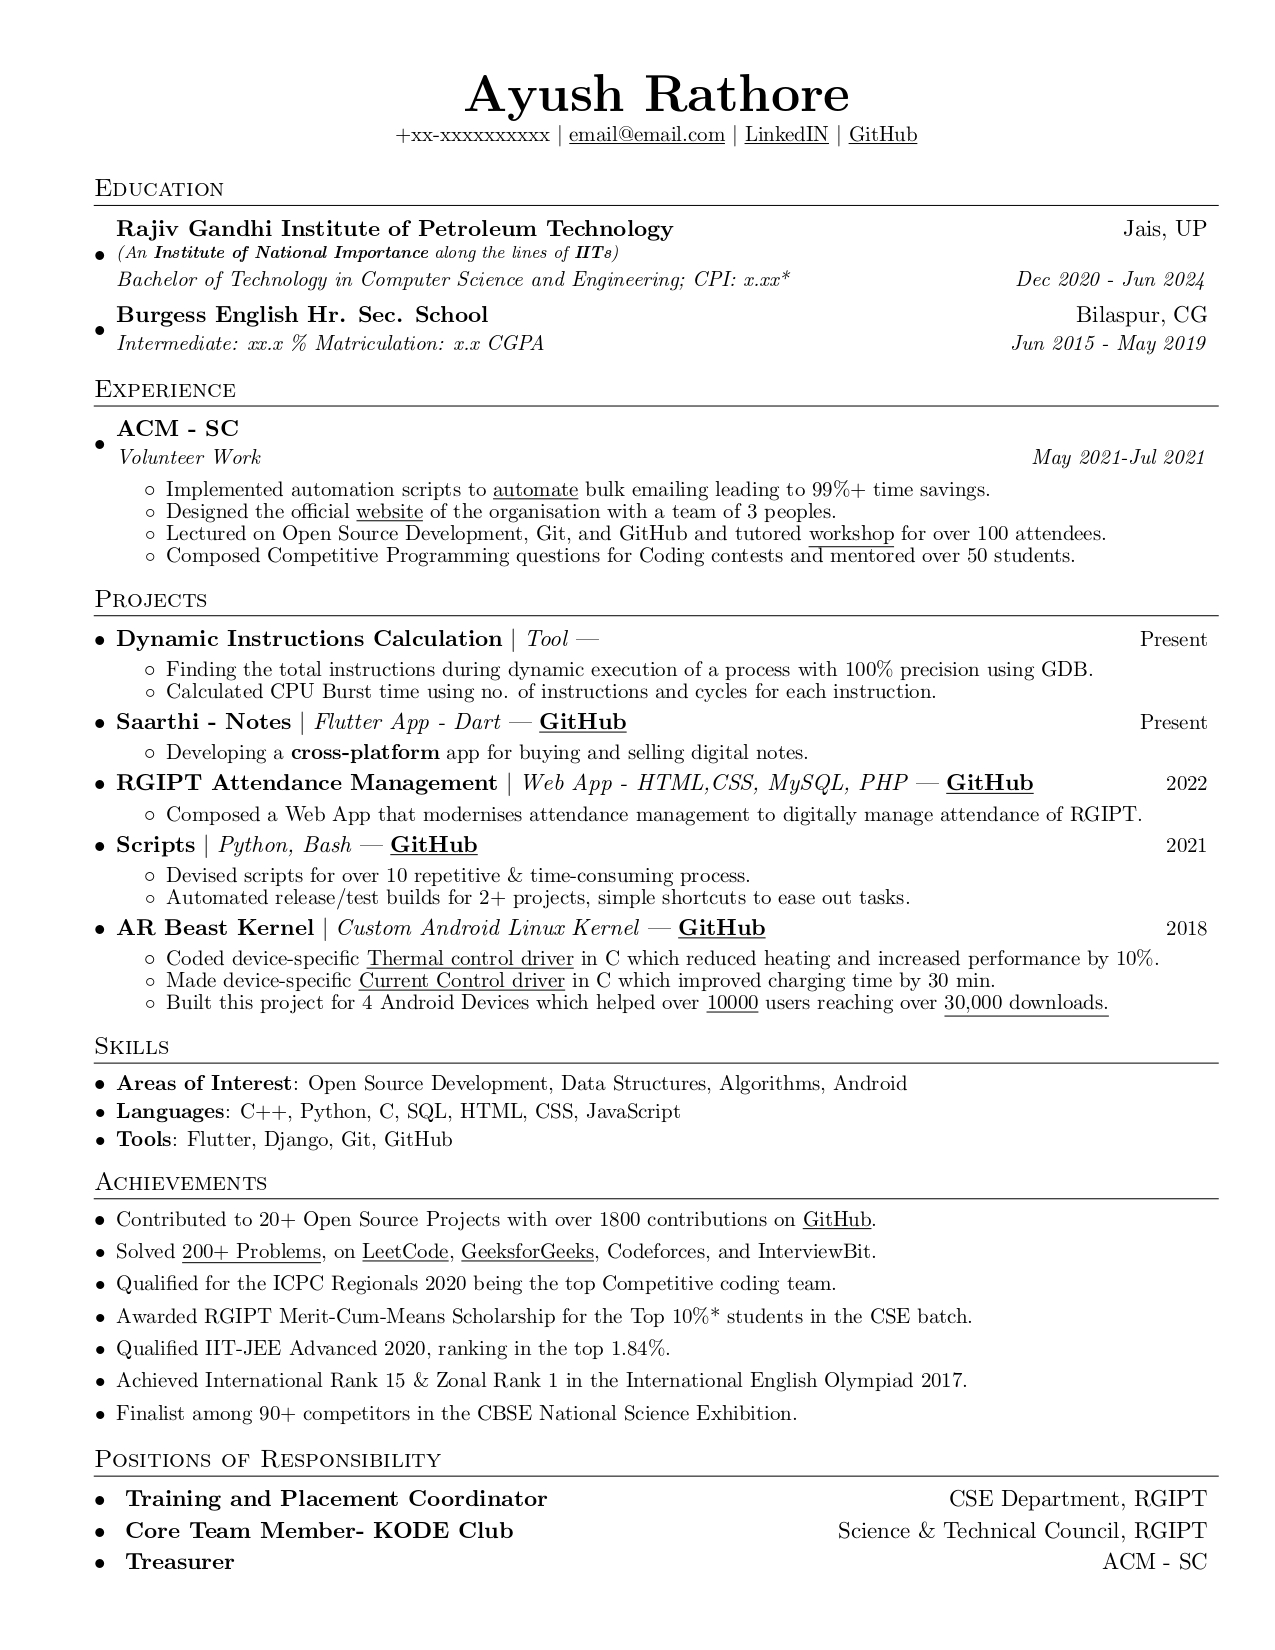 Ayush Rathore
+xx-xxxxxxxxxx | email@email.com | LinkedIN | GitHub
Education
Rajiv Gandhi Institute of Petroleum Technology Jais, UP
(An Institute of National Importance along the lines of IITs)
Bachelor of Technology in Computer Science and Engineering; CPI: x.xx* Dec 2020 - Jun 2024
Burgess English Hr. Sec. School Bilaspur, CG
Intermediate: xx.x % Matriculation: x.x CGPA Jun 2015 - May 2019
Experience
ACM - SC
Volunteer Work May 2021-Jul 2021
Implemented automation scripts to automate bulk emailing leading to 99%+ time savings.
Designed the official website of the organisation with a team of 3 peoples.
Lectured on Open Source Development, Git, and GitHub and tutored workshop for over 100 attendees.
Composed Competitive Programming questions for Coding contests and mentored over 50 students.
Projects
Dynamic Instructions Calculation | Tool — Present
Finding the total instructions during dynamic execution of a process with 100% precision using GDB.
Calculated CPU Burst time using no. of instructions and cycles for each instruction.
Saarthi - Notes | Flutter App - Dart — GitHub Present
Developing a cross-platform app for buying and selling digital notes.
RGIPT Attendance Management | Web App - HTML,CSS, MySQL, PHP — GitHub 2022
Composed a Web App that modernises attendance management to digitally manage attendance of RGIPT.
Scripts | Python, Bash — GitHub 2021
Devised scripts for over 10 repetitive & time-consuming process.
Automated release/test builds for 2+ projects, simple shortcuts to ease out tasks.
AR Beast Kernel | Custom Android Linux Kernel — GitHub 2018
Coded device-specific Thermal control driver in C which reduced heating and increased performance by 10%.
Made device-specific Current Control driver in C which improved charging time by 30 min.
Built this project for 4 Android Devices which helped over 10000 users reaching over 30,000 downloads.
Skills
Areas of Interest: Open Source Development, Data Structures, Algorithms, Android
Languages: C++, Python, C, SQL, HTML, CSS, JavaScript
Tools: Flutter, Django, Git, GitHub
Achievements
Contributed to 20+ Open Source Projects with over 1800 contributions on GitHub.
Solved 200+ Problems, on LeetCode, GeeksforGeeks, Codeforces, and InterviewBit.
Qualified for the ICPC Regionals 2020 being the top Competitive coding team.
Awarded RGIPT Merit-Cum-Means Scholarship for the Top 10%* students in the CSE batch.
Qualified IIT-JEE Advanced 2020, ranking in the top 1.84%.
Achieved International Rank 15 & Zonal Rank 1 in the International English Olympiad 2017.
Finalist among 90+ competitors in the CBSE National Science Exhibition.
Positions of Responsibility
Training and Placement Coordinator CSE Department, RGIPT
Core Team Member- KODE Club Science & Technical Council, RGIPT
Treasurer ACM - SC